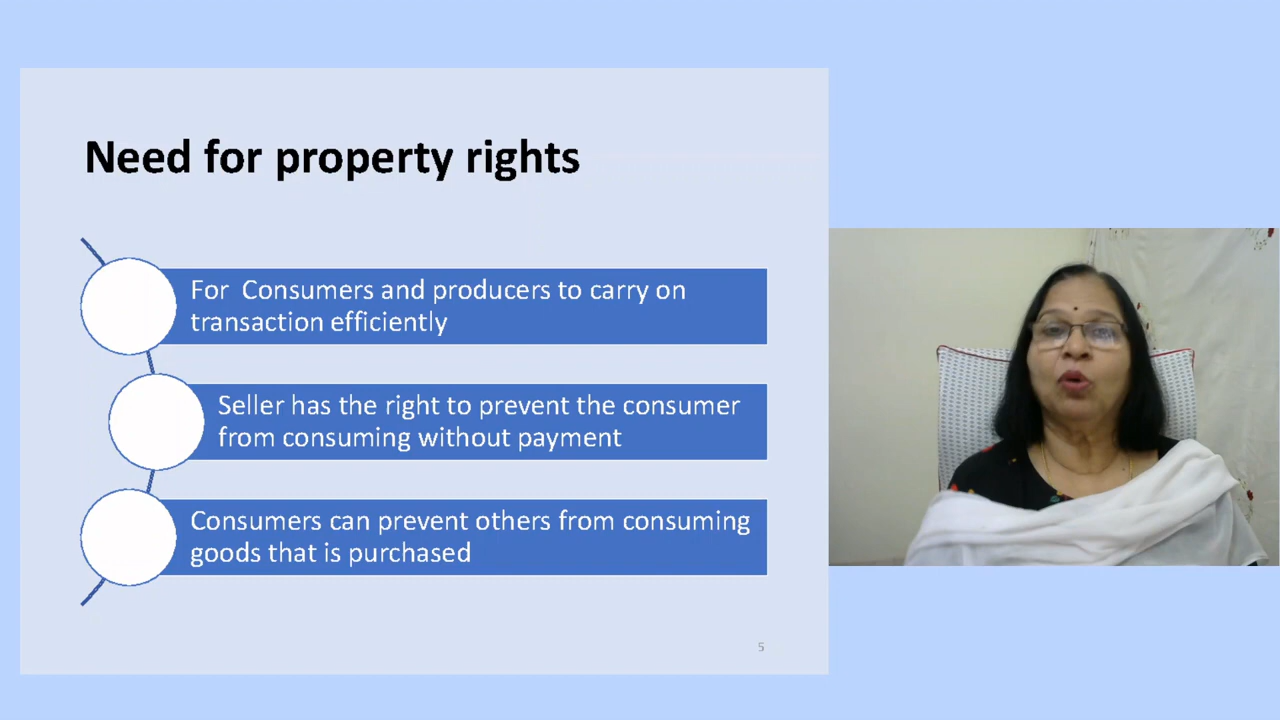 Need for property rights
For Consumers and producers to carry on
transaction efficiently
Seller has the right to prevent the consumer
from consuming without payment
Consumers can prevent others from consuming
goods that is purchased
5